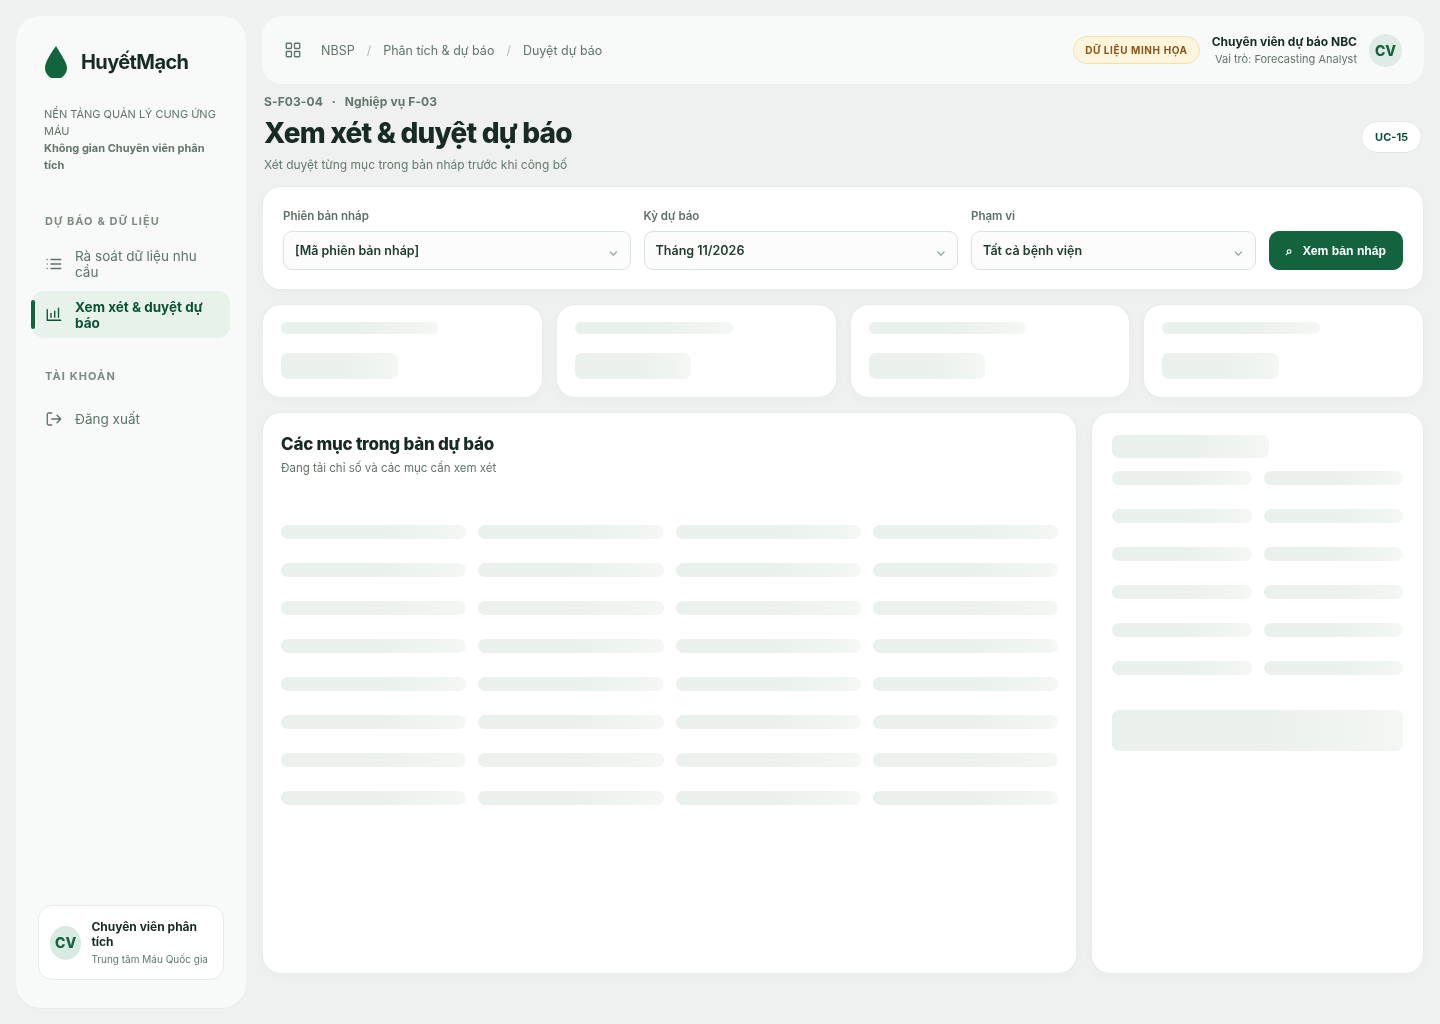 HuyếtMạch
NỀN TẢNG QUẢN LÝ CUNG ỨNG
MÁU
Không gian Chuyên viên phân
tích
DỰ BÁO & DỮ LIỆU
Rà soát dữ liệu nhu
cầu
Xem xét & duyệt dự
báo
TÀI KHOẢN
Đăng xuất
CV
Chuyên viên phân
tích
Trung tâm Máu Quốc gia
NBSP / Phân tích & dự báo / Duyệt dự báo
DỮ LIỆU MINH HỌA
Chuyên viên dự báo NBC
Vai trò: Forecasting Analyst
CV
S-F03-04 · Nghiệp vụ F-03
Xem xét & duyệt dự báo
Xét duyệt từng mục trong bản nháp trước khi công bố
UC-15
Phiên bản nháp
[Mã phiên bản nháp]
Kỳ dự báo
Tháng 11/2026
Phạm vi
Tất cả bệnh viện
Xem bản nháp
Các mục trong bản dự báo
Đang tải chỉ số và các mục cần xem xét